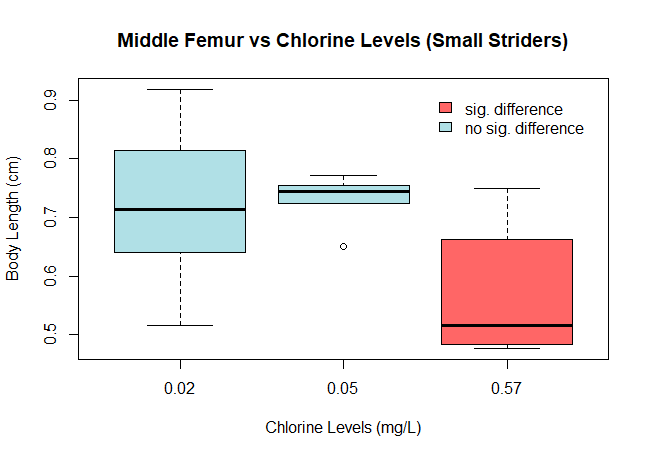 Middle Femur vs Chlorine Levels (Small Striders)
sig. difference
no sig. difference
Body Length (cm)
0.9
0.8
0.7
0.6
0.5
0.02 0.05 0.57
Chlorine Levels (mg/L)